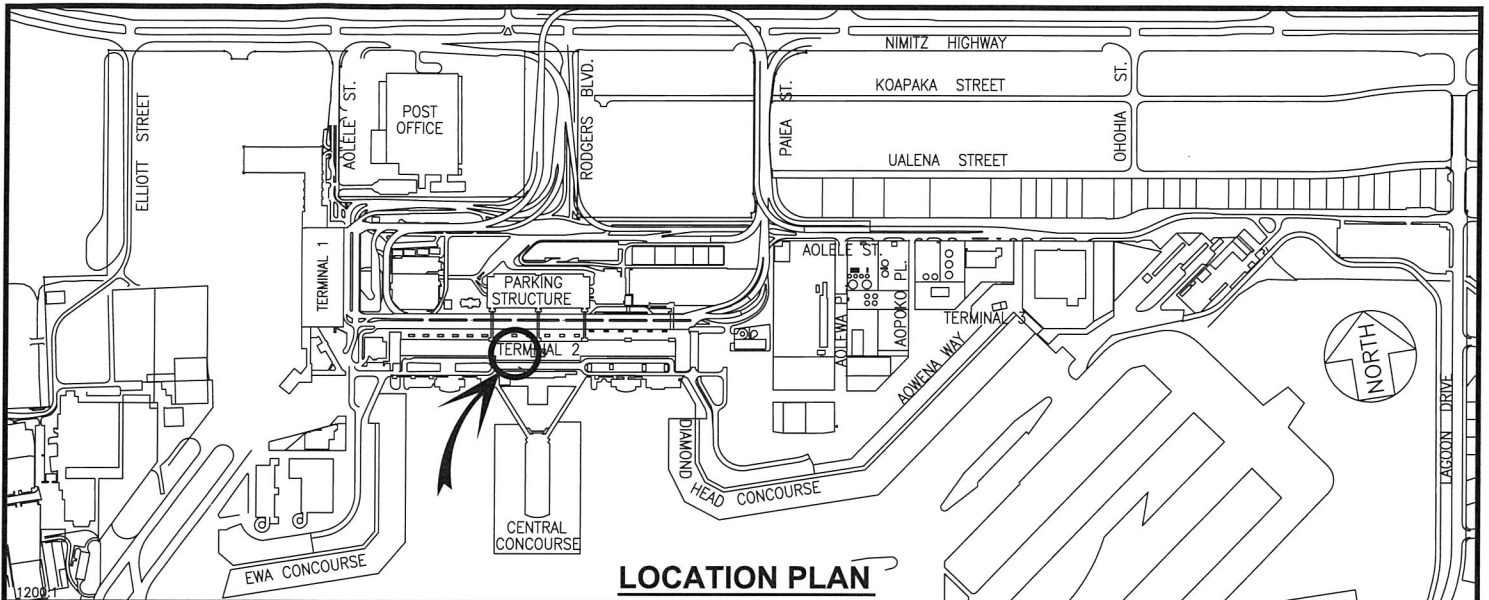 NIMITZ HIGHWAY
KOAPAKA STREET
UALENA STREET
ELLIOTT STREET
AOLELE ST.
POST
OFFICE
RODGERS BLVD.
PAIEA ST.
OHOHIA ST.
TERMINAL 1
PARKING
STRUCTURE
TERMINAL 2
AOLELE ST.
AOLEWA PL.
AOPOKO PL.
TERMINAL 3
AOWENA WAY
NORTH
LAGOON DRIVE
DIAMOND HEAD CONCOURSE
CENTRAL
CONCOURSE
EWA CONCOURSE
1200:1
LOCATION PLAN